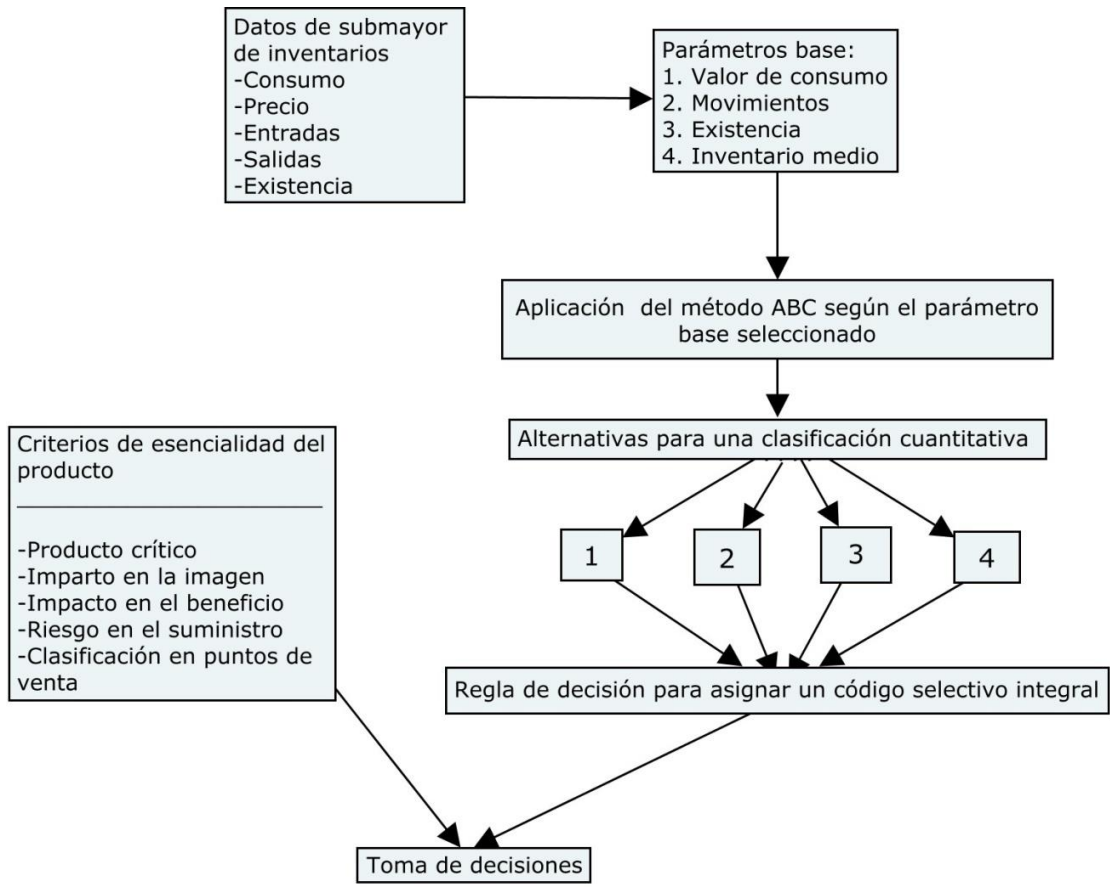 Datos de submayor
de inventarios
-Consumo
-Precio
-Entradas
-Salidas
-Existencia
Parámetros base:
1. Valor de consumo
2. Movimientos
3. Existencia
4. Inventario medio
Aplicación del método ABC según el parámetro
base seleccionado
Alternativas para una clasificación cuantitativa
Criterios de esencialidad del
producto
-Producto crítico
-Imparto en la imagen
-Impacto en el beneficio
-Riesgo en el suministro
-Clasificación en puntos de
venta
1
2
3
4
Regla de decisión para asignar un código selectivo integral
Toma de decisiones